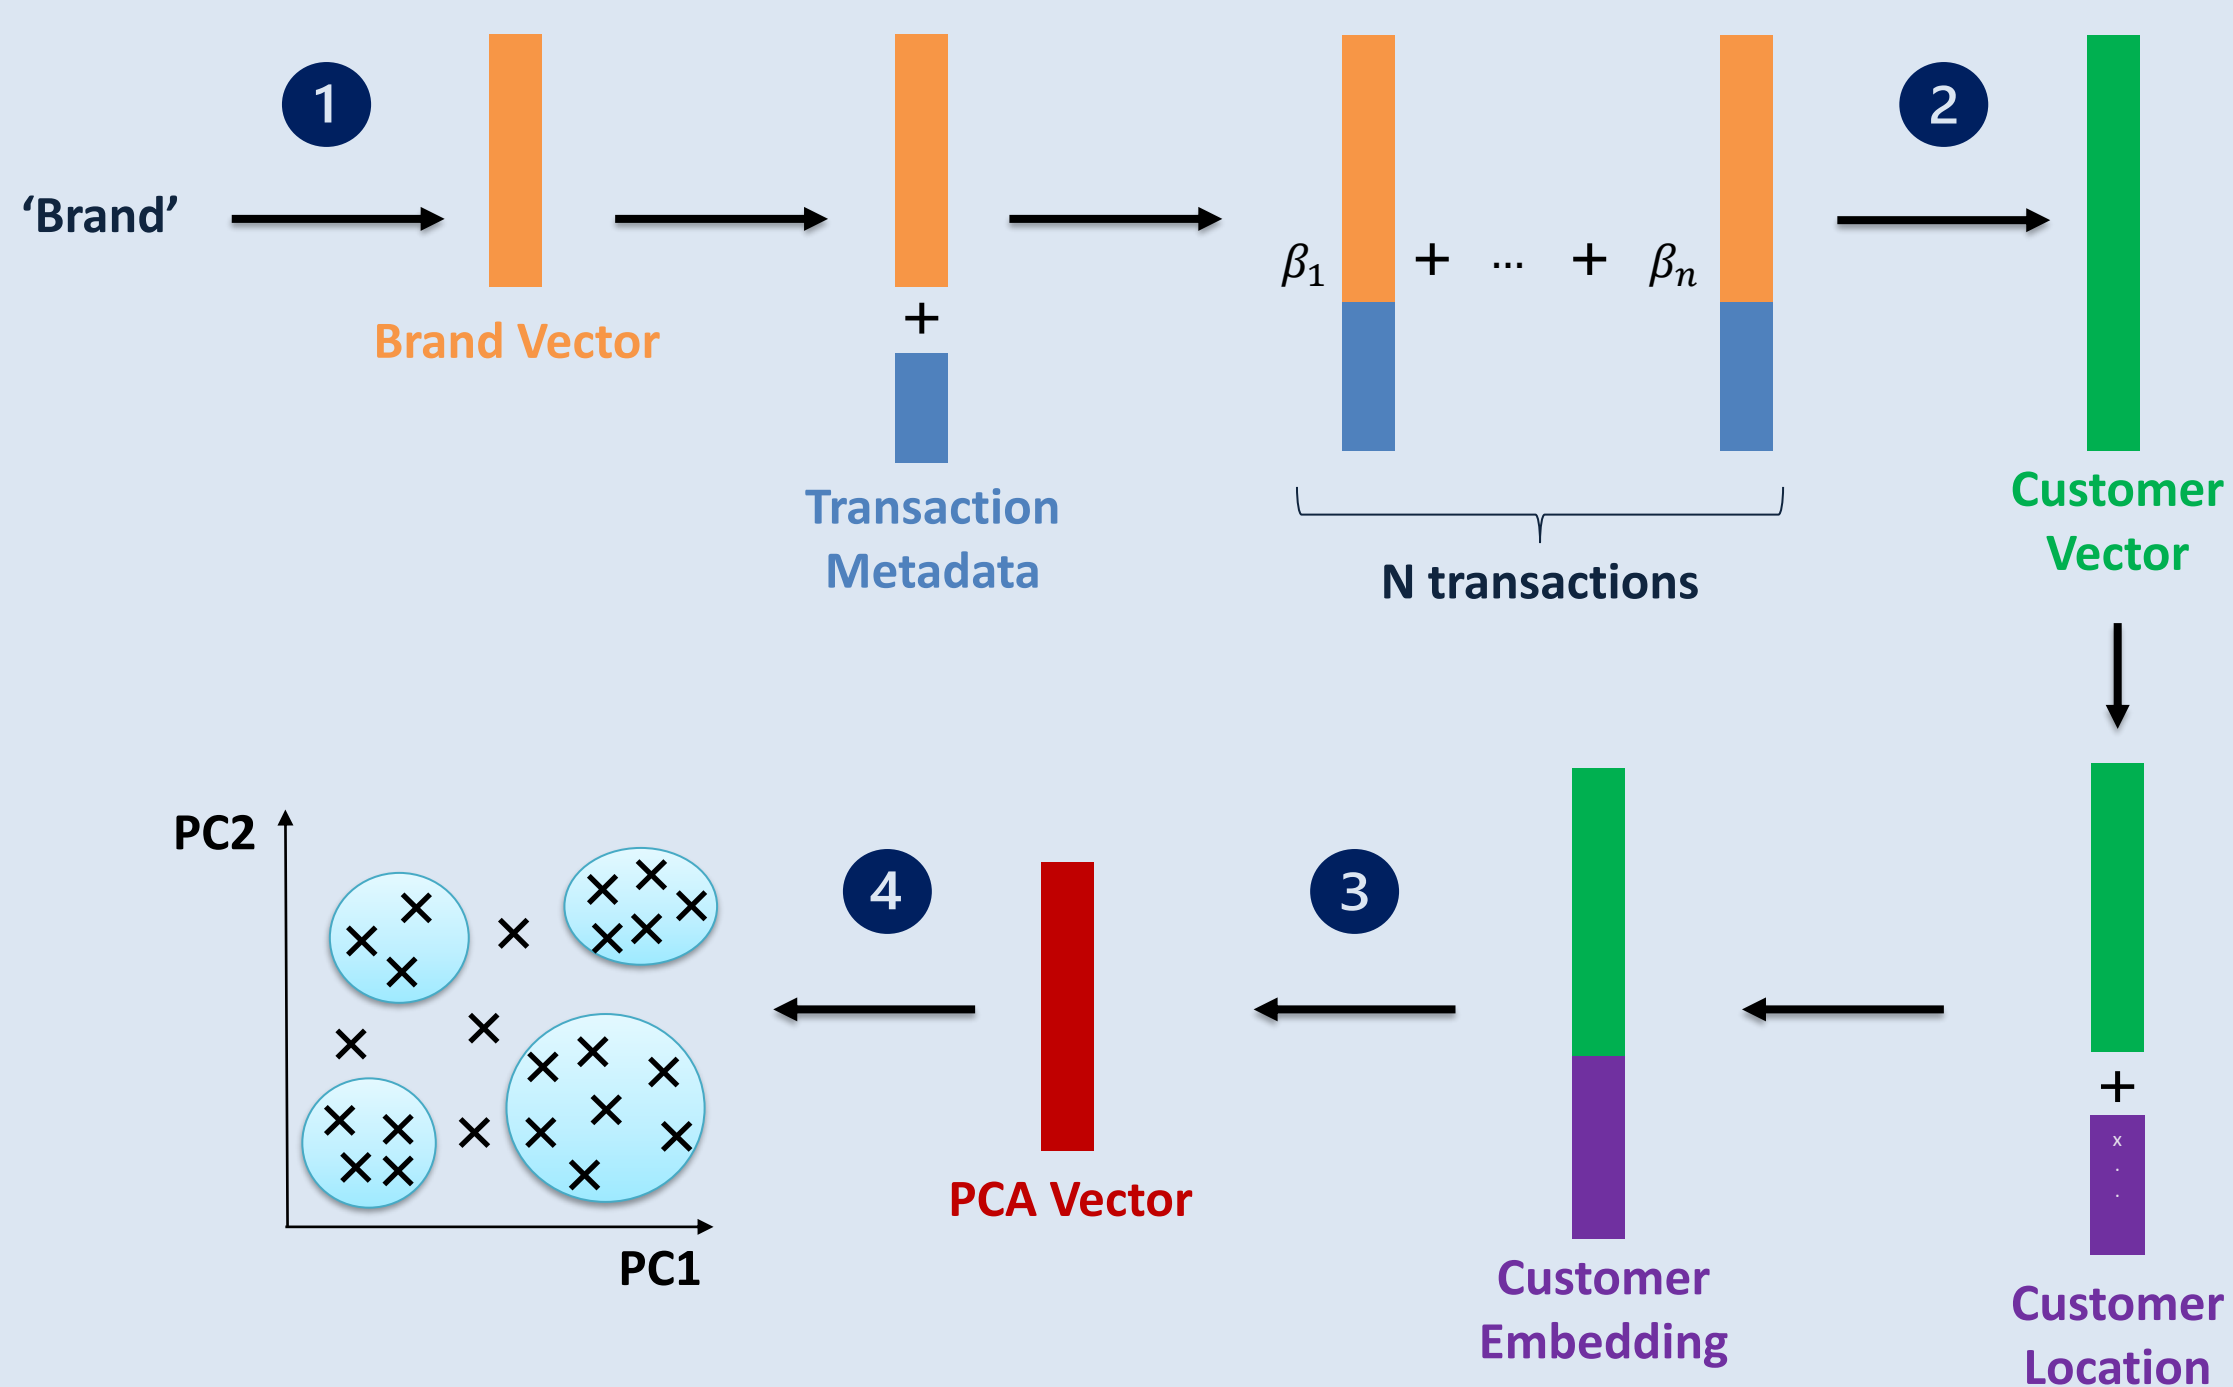 1
2
‘Brand’
β1 + ... + βn
+
Brand Vector
Transaction
Metadata
N transactions
Customer
Vector
PC2
4
3
+
x
.
.
PCA Vector
PC1
Customer
Embedding
Customer
Location